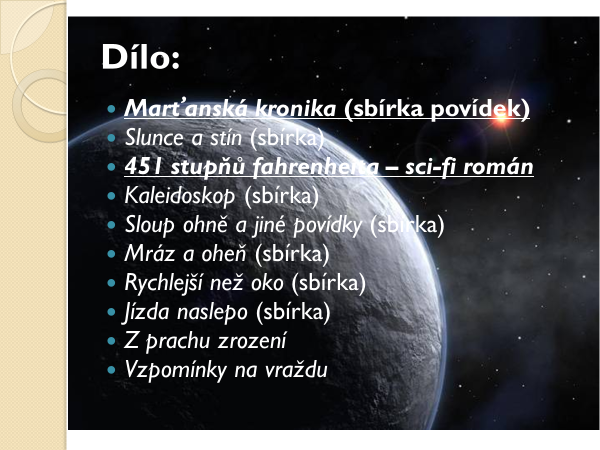 Dílo:
Marťanská kronika (sbírka povídek)
Slunce a stín (sbírka)
451 stupňů fahrenheita – sci-fi román
Kaleidoskop (sbírka)
Sloup ohně a jiné povídky (sbírka)
Mráz a oheň (sbírka)
Rychlejší než oko (sbírka)
Jízda naslepo (sbírka)
Z prachu zrození
Vzpomínky na vraždu